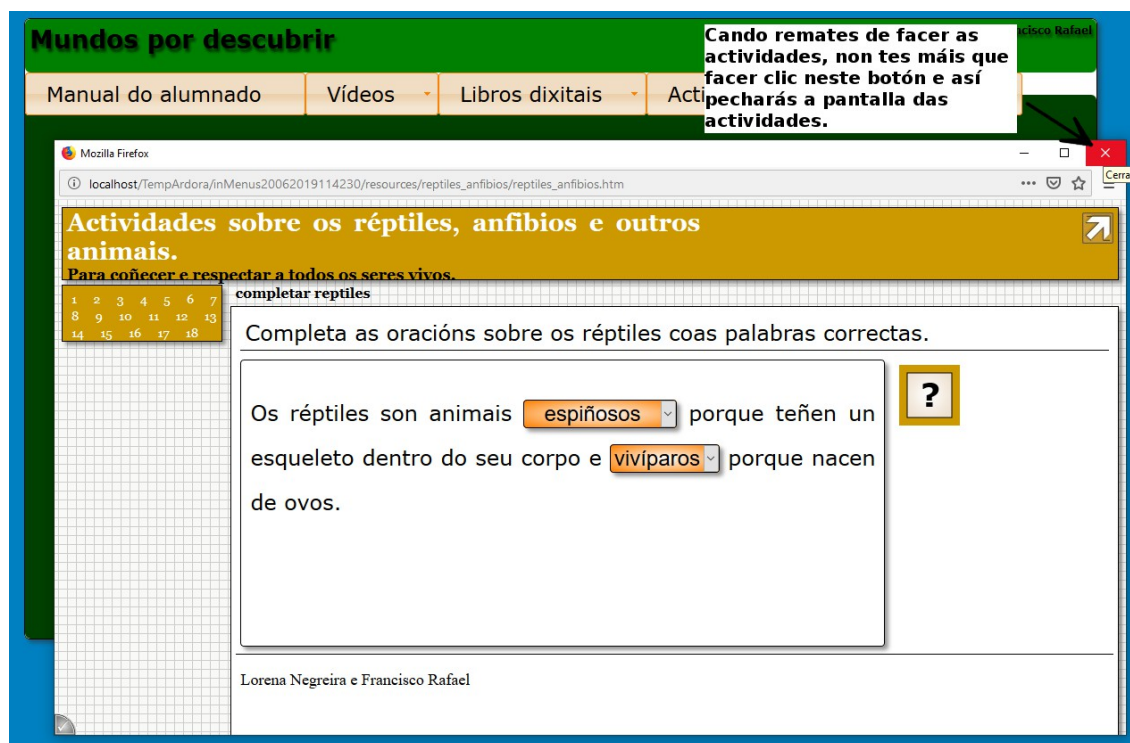 Mundos por descubrir
cisco Rafael
Cando remates de facer as
actividades, non tes máis que
facer clic neste botón e así
pecharás a pantalla das
actividades.
Manual do alumnado Vídeos Libros dixitais Acti
Mozilla Firefox
Cerra
localhost/TempArdora/inMenus20062019114230/resources/reptiles_anfibios/reptiles_anfibios.htm
Actividades sobre os réptiles, anfibios e outros
animais.
Para coñecer e respectar a todos os seres vivos.
1 2 3 4 5 6 7
8 9 10 11 12 13
14 15 16 17 18
completar reptiles
Completa as oracións sobre os réptiles coas palabras correctas.
?
Os réptiles son animais espiñosos porque teñen un
esqueleto dentro do seu corpo e vivíparos porque nacen
de ovos.
Lorena Negreira e Francisco Rafael